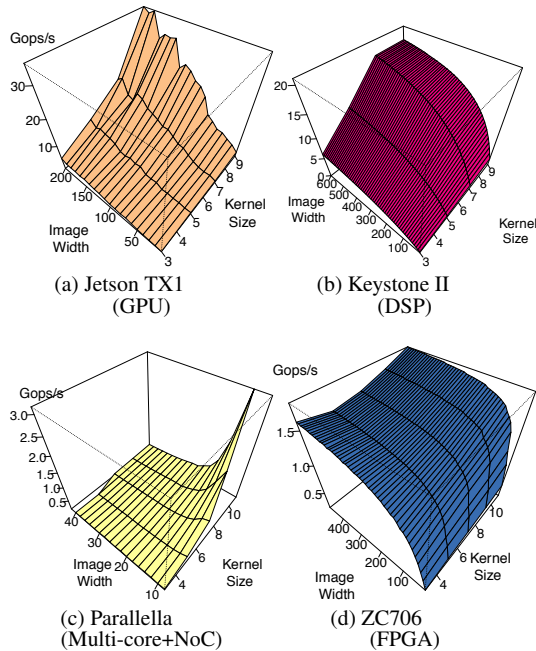 Gops/s
30
20
10
200
150
100
50
Image
Width
3
4
5
6
7
8
9
Kernel
Size
(a) Jetson TX1
(GPU)
20
15
10
5
0
600
500
400
300
200
100
Image Width
3
4
5
6
7
8
9
Kernel
Size
(b) Keystone II
(DSP)
Gops/s
3.0
2.5
2.0
1.5
1.0
0.5
40
30
20
10
Image
Width
4
6
8
10
Kernel
Size
(c) Parallella
(Multi-core+NoC)
Gops/s
1.5
1.0
0.5
400
300
200
100
Image
Width
4
6
8
10
Kernel
Size
(d) ZC706
(FPGA)